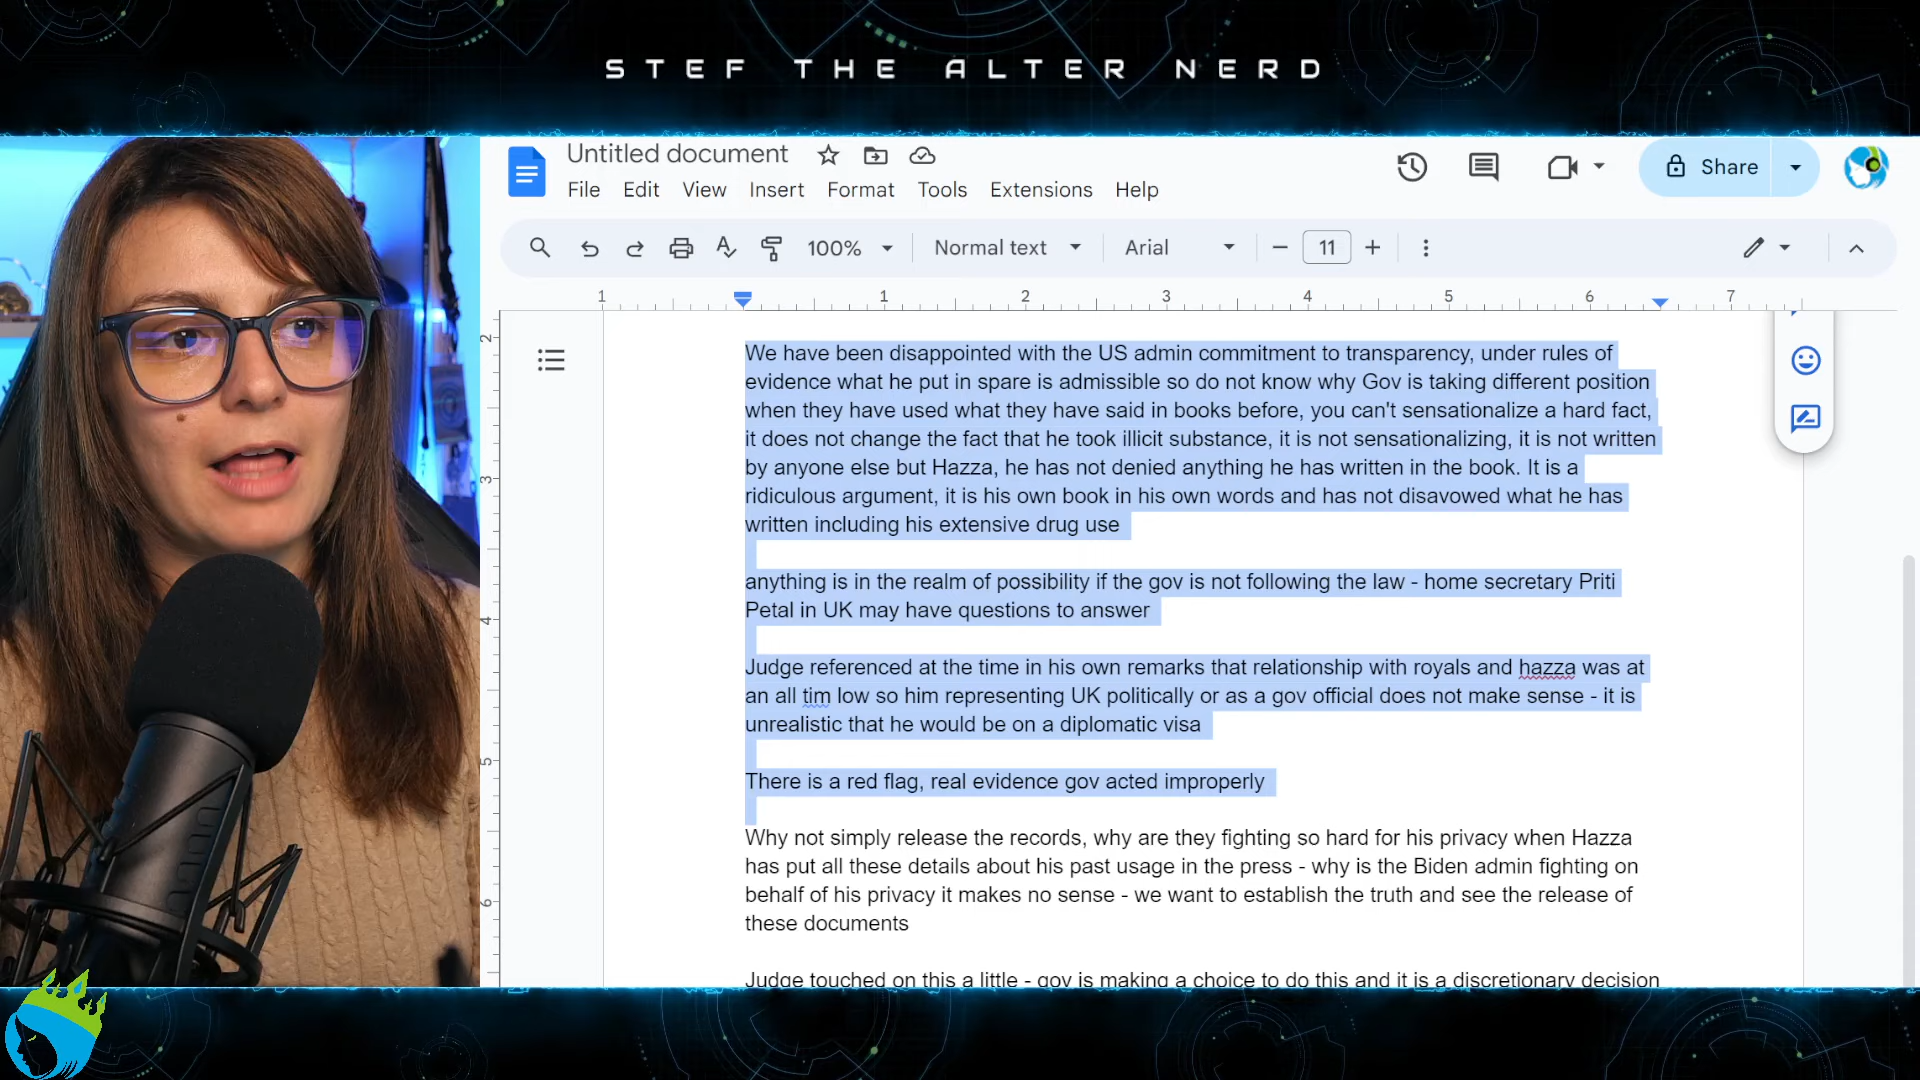 STEF THE ALTER NERD
Untitled document
File Edit View Insert Format Tools Extensions Help
Share
100% Normal text Arial 11
1 1 2 3 4 5 6 7
2
3
4
5
6
We have been disappointed with the US admin commitment to transparency, under rules of
evidence what he put in spare is admissible so do not know why Gov is taking different position
when they have used what they have said in books before, you can't sensationalize a hard fact,
it does not change the fact that he took illicit substance, it is not sensationalizing, it is not written
by anyone else but Hazza, he has not denied anything he has written in the book. It is a
ridiculous argument, it is his own book in his own words and has not disavowed what he has
written including his extensive drug use
anything is in the realm of possibility if the gov is not following the law - home secretary Priti
Petal in UK may have questions to answer
Judge referenced at the time in his own remarks that relationship with royals and hazza was at
an all tim low so him representing UK politically or as a gov official does not make sense - it is
unrealistic that he would be on a diplomatic visa
There is a red flag, real evidence gov acted improperly
Why not simply release the records, why are they fighting so hard for his privacy when Hazza
has put all these details about his past usage in the press - why is the Biden admin fighting on
behalf of his privacy it makes no sense - we want to establish the truth and see the release of
these documents
Judge touched on this a little - gov is making a choice to do this and it is a discretionary decision